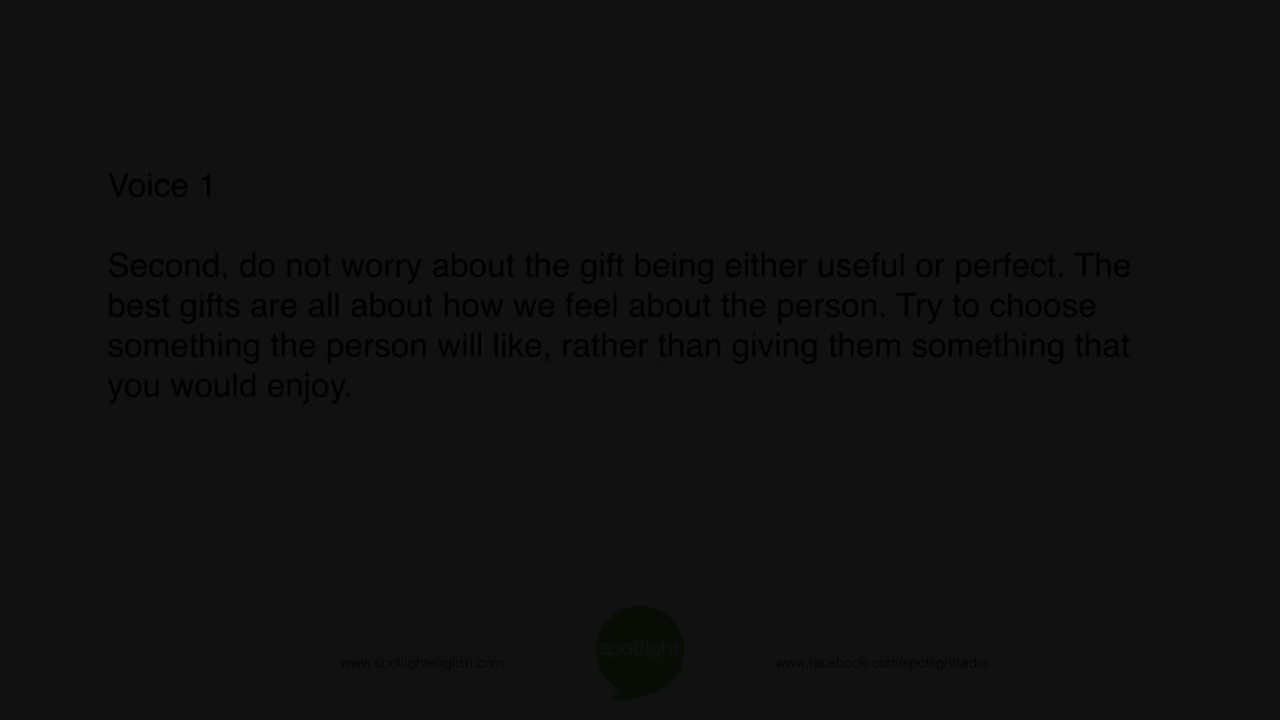 Voice 1
Second, do not worry about the gift being either useful or perfect. The
best gifts are all about how we feel about the person. Try to choose
something the person will like, rather than giving them something that
you would enjoy.
spotlight
www.spotlightenglish.com
www.facebook.com/spotlightradio